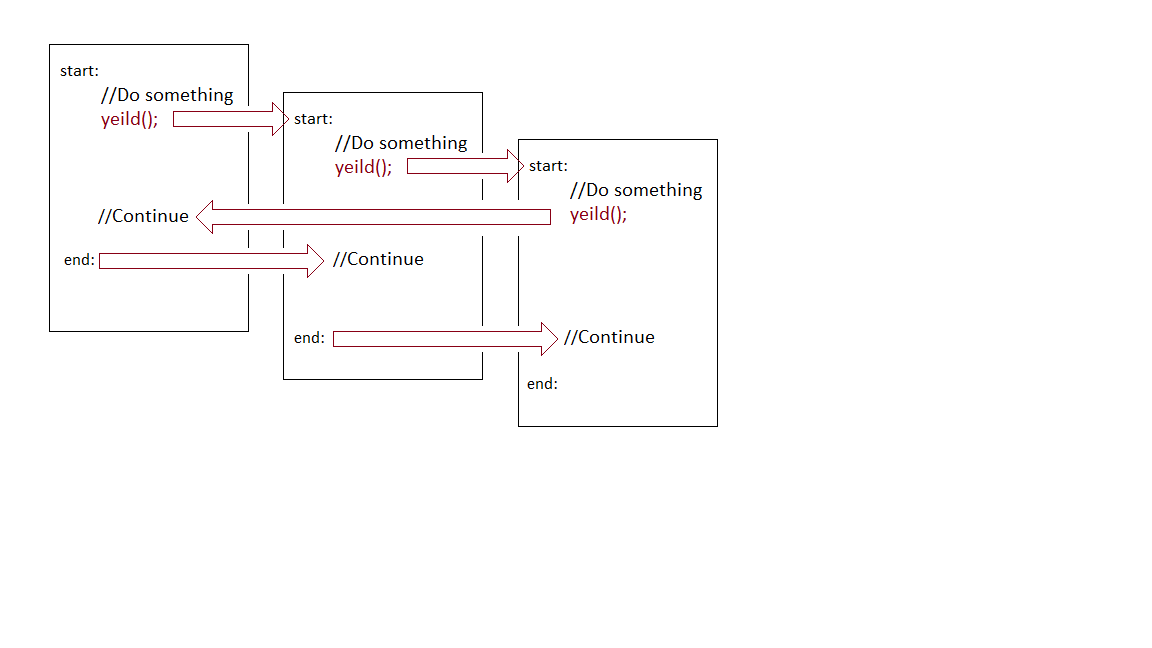 start:
//Do something
yeild();
start:
//Do something
yeild();
start:
//Do something
yeild();
//Continue
end:
//Continue
end:
//Continue
end: